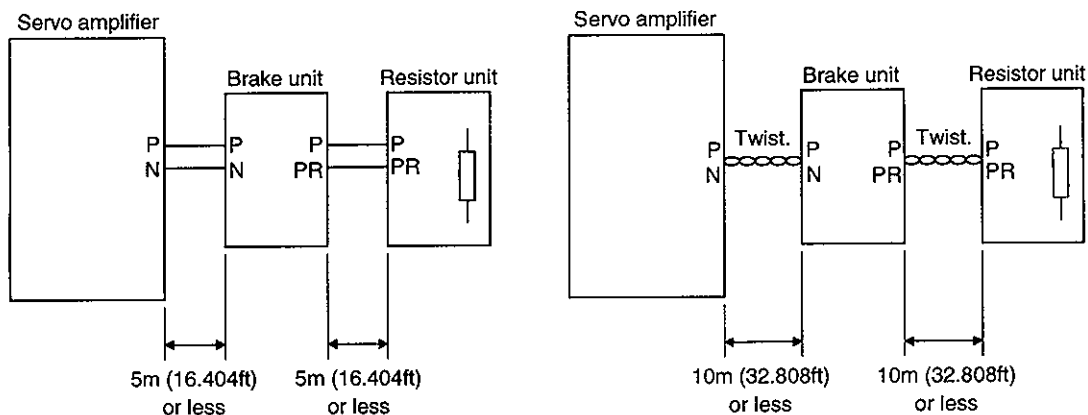 Servo amplifier
Brake unit
Resistor unit
P
P
P
P
N
N
PR
PR
5m (16.404ft)
or less
5m (16.404ft)
or less
Servo amplifier
Brake unit
Resistor unit
Twist.
Twist.
P
P
P
P
N
N
PR
PR
10m (32.808ft)
or less
10m (32.808ft)
or less